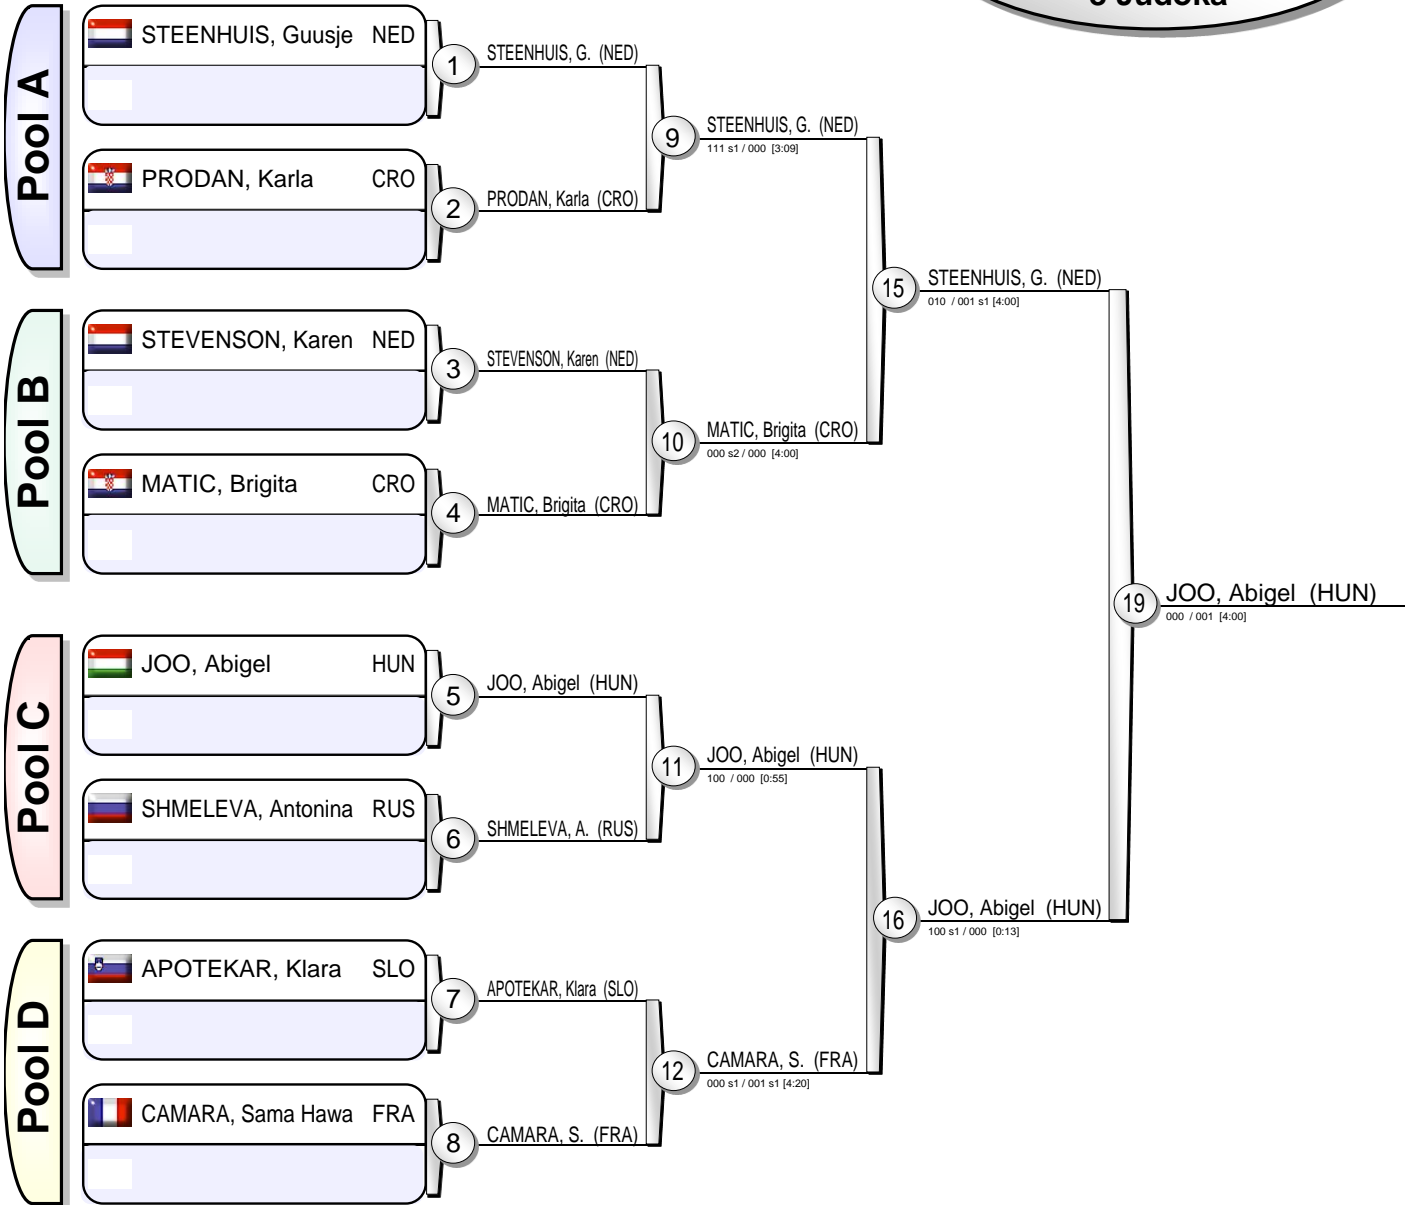 Pool A
STEENHUIS, Guusje NED
1
STEENHUIS, G. (NED)
PRODAN, Karla CRO
2
PRODAN, Karla (CRO)
9
STEENHUIS, G. (NED)
111 s1 / 000 [3:09]
Pool B
STEVENSON, Karen NED
3
STEVENSON, Karen (NED)
MATIC, Brigita CRO
4
MATIC, Brigita (CRO)
10
MATIC, Brigita (CRO)
000 s2 / 000 [4:00]
15
STEENHUIS, G. (NED)
010 / 001 s1 [4:00]
Pool C
JOO, Abigel HUN
5
JOO, Abigel (HUN)
SHMELEVA, Antonina RUS
6
SHMELEVA, A. (RUS)
11
JOO, Abigel (HUN)
100 / 000 [0:55]
Pool D
APOTEKAR, Klara SLO
7
APOTEKAR, Klara (SLO)
CAMARA, Sama Hawa FRA
8
CAMARA, S. (FRA)
12
CAMARA, S. (FRA)
000 s1 / 001 s1 [4:20]
16
JOO, Abigel (HUN)
100 s1 / 000 [0:13]
19
JOO, Abigel (HUN)
000 / 001 [4:00]